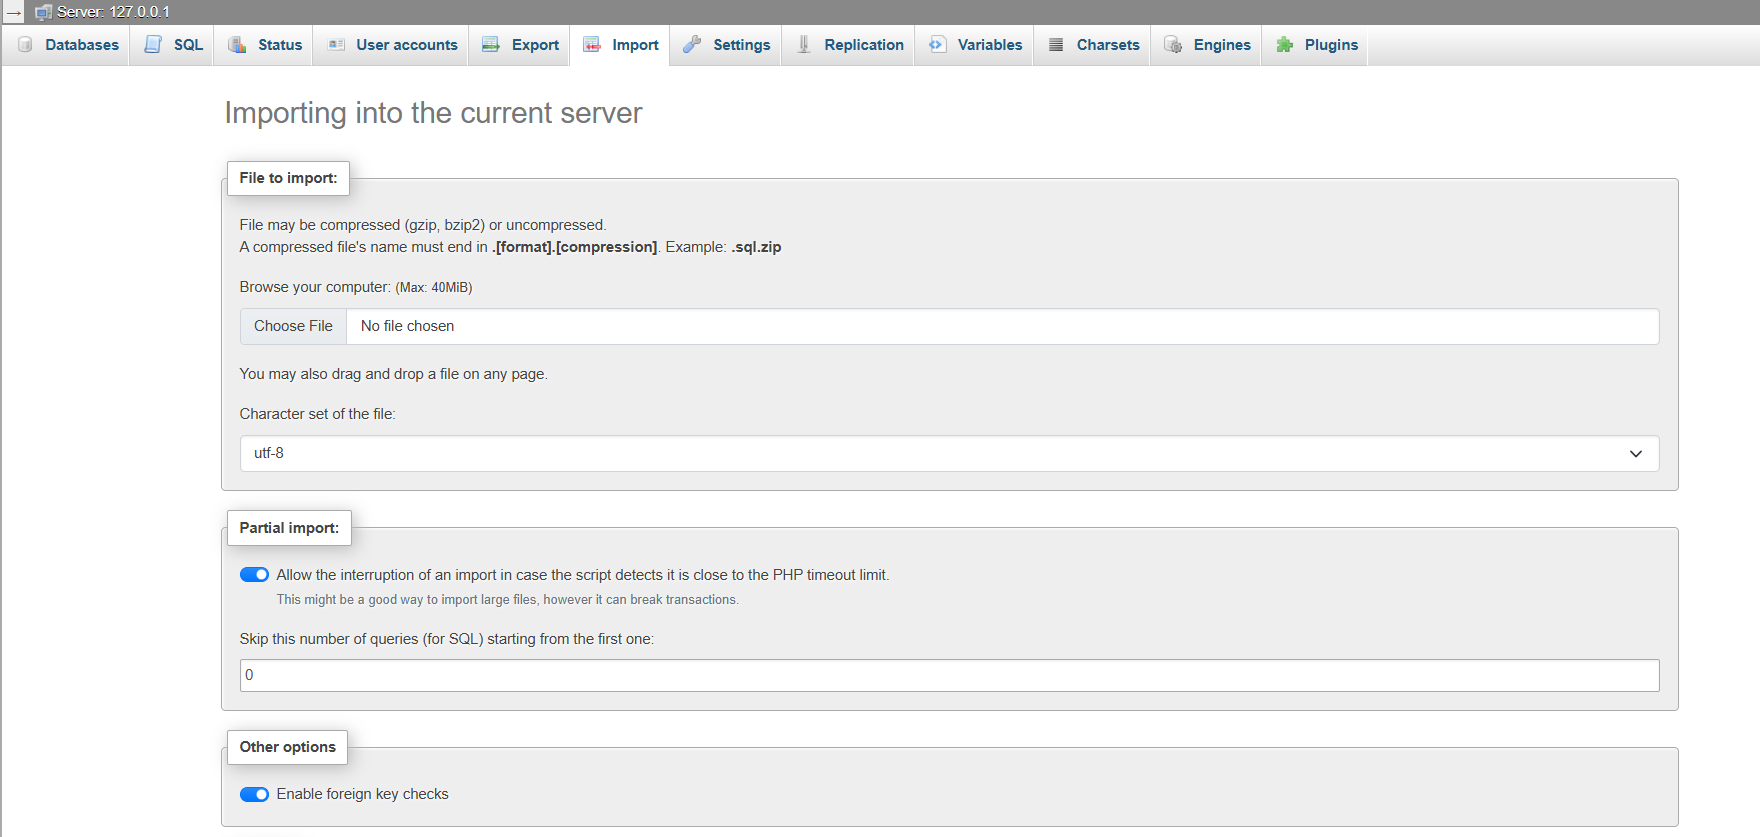 Server: 127.0.0.1
Databases SQL Status User accounts Export Import Settings Replication Variables Charsets Engines Plugins
Importing into the current server
File to import:
File may be compressed (gzip, bzip2) or uncompressed.
A compressed file's name must end in .[format].[compression]. Example: .sql.zip
Browse your computer: (Max: 40MiB)
Choose File No file chosen
You may also drag and drop a file on any page.
Character set of the file:
utf-8
Partial import:
Allow the interruption of an import in case the script detects it is close to the PHP timeout limit.
This might be a good way to import large files, however it can break transactions.
Skip this number of queries (for SQL) starting from the first one:
0
Other options
Enable foreign key checks